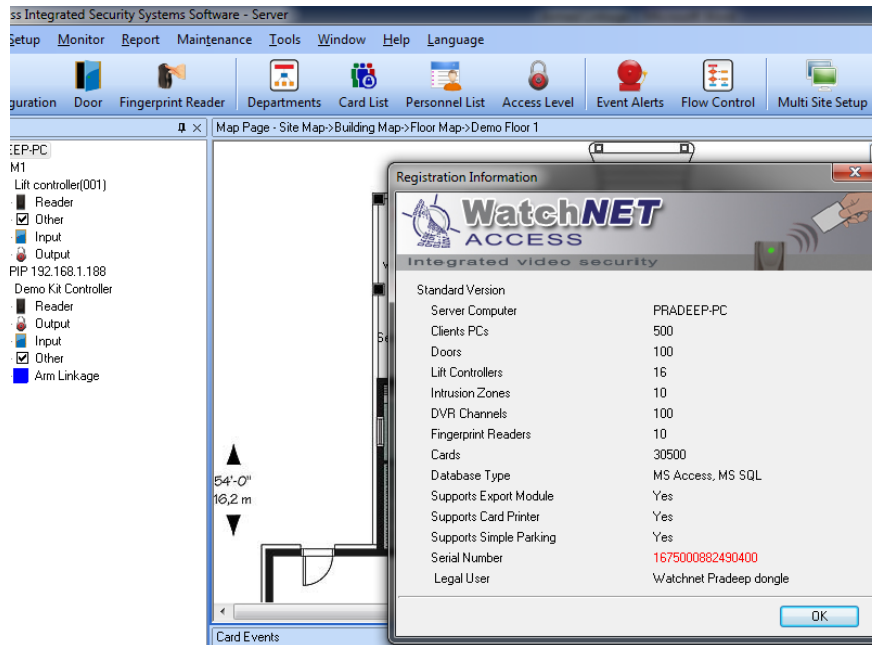 ss Integrated Security Systems Software - Server
Setup Monitor Report Maintenance Tools Window Help Language
guration Door Fingerprint Reader Departments Card List Personnel List Access Level Event Alerts Flow Control Multi Site Setup
Map Page - Site Map->Building Map->Floor Map->Demo Floor 1
EEP-PC
M1
Lift controller(001)
Reader
Other
Input
Output
PIP 192.168.1.188
Demo Kit Controller
Reader
Output
Input
Other
Arm Linkage
54'-0"
16,2 m
Se
Registration Information
WatchNET
ACCESS
Integrated video security
Standard Version
Server Computer PRADEEP-PC
Clients PCs 500
Doors 100
Lift Controllers 16
Intrusion Zones 10
DVR Channels 100
Fingerprint Readers 10
Cards 30500
Database Type MS Access, MS SQL
Supports Export Module Yes
Supports Card Printer Yes
Supports Simple Parking Yes
Serial Number 1675000882490400
Legal User Watchnet Pradeep dongle
OK
Card Events